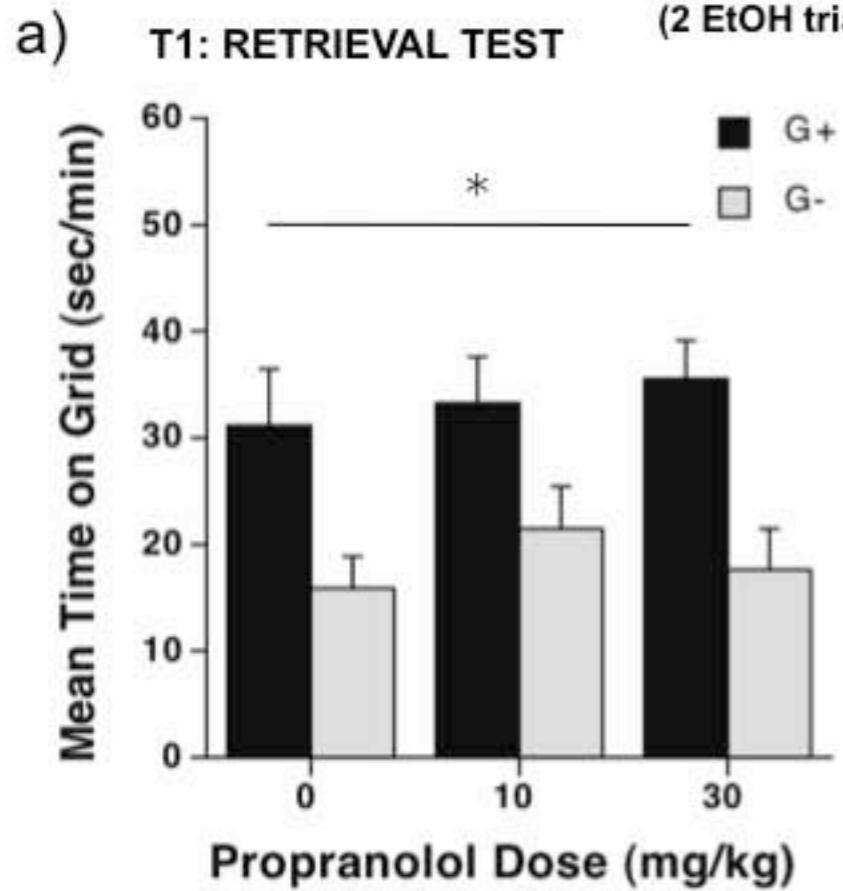 a) T1: RETRIEVAL TEST (2 EtOH
60
50
40
30
20
10
0
*
G+
G-
Mean Time on Grid (sec/min)
0 10 30
Propranolol Dose (mg/kg)